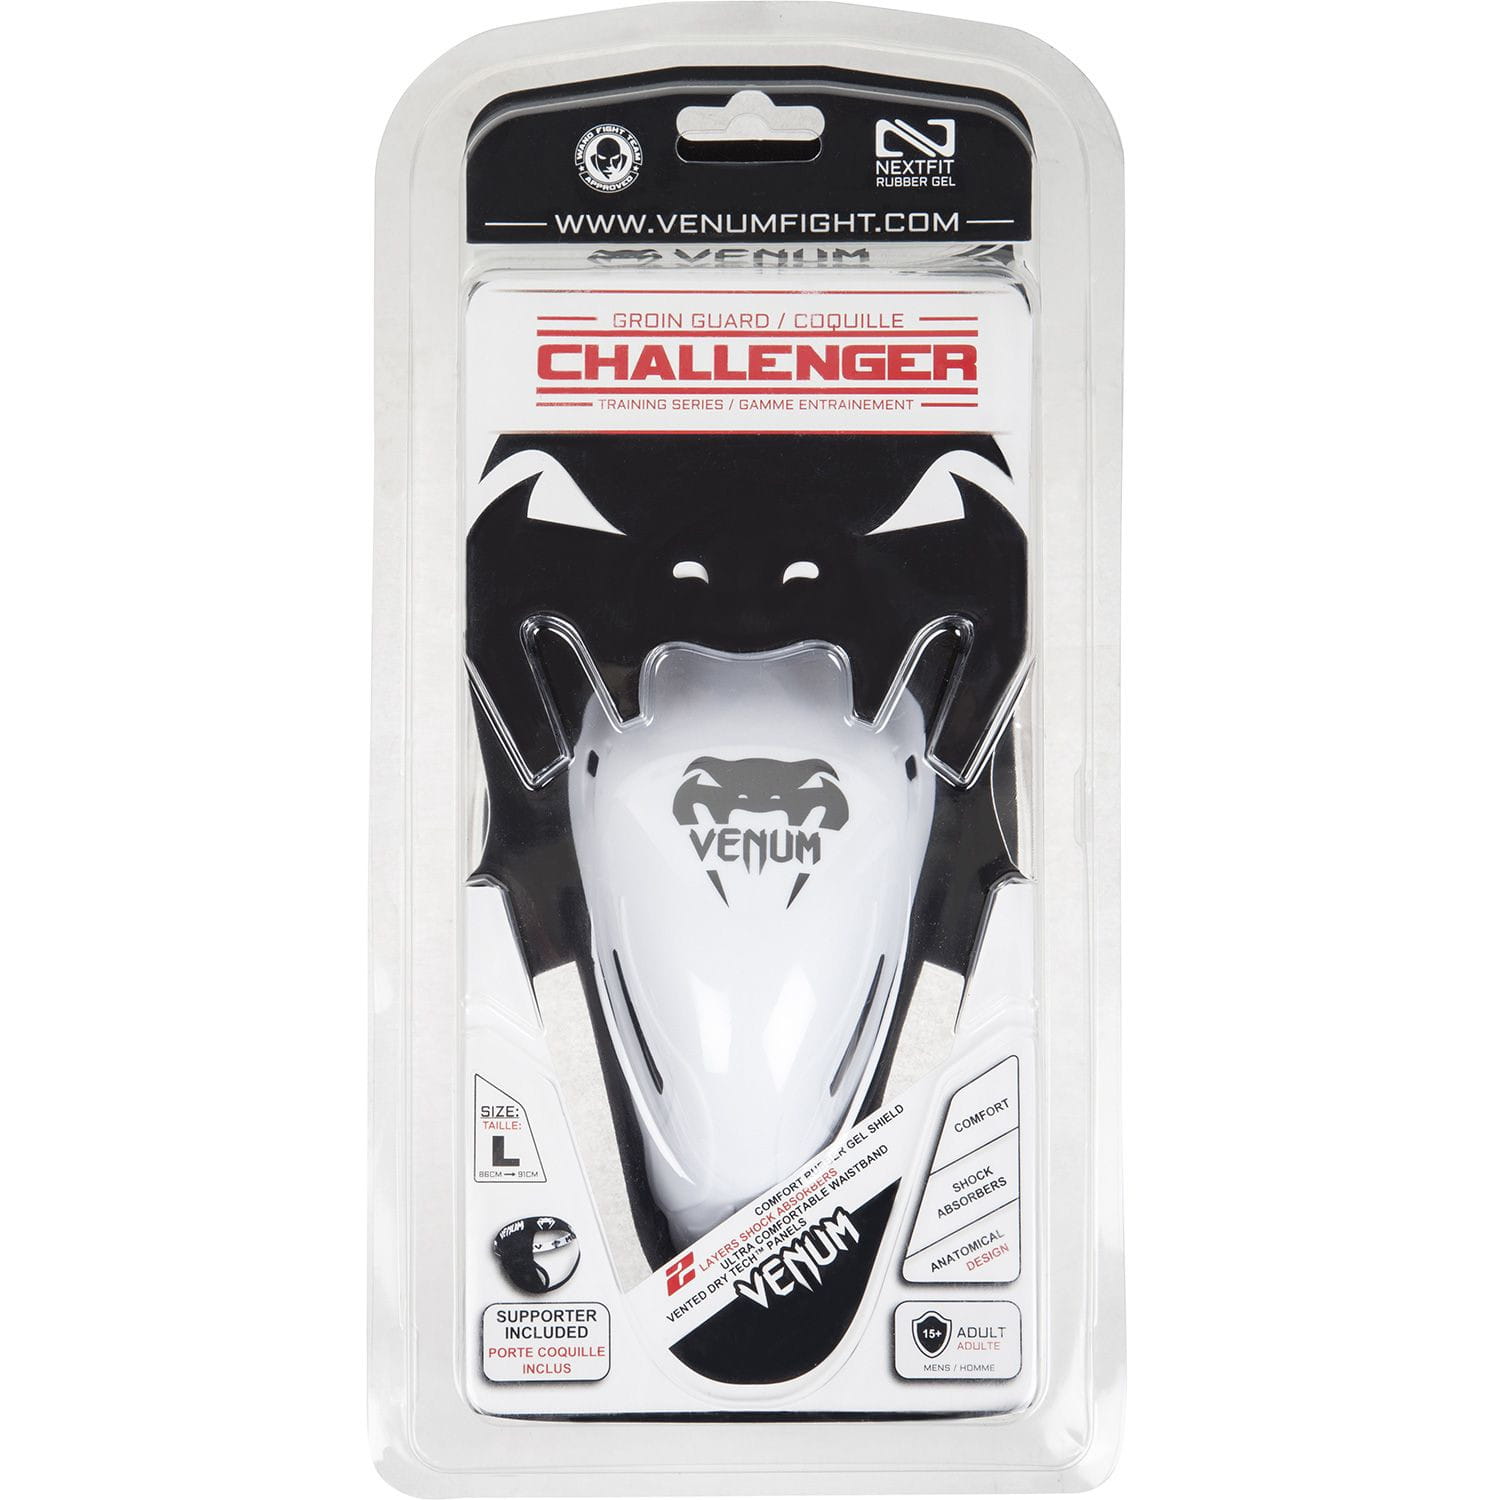 WAND FIGHT TEAM
APPROVED
NEXTFIT
RUBBER GEL
WWW.VENUMFIGHT.COM
VENUM
GROIN GUARD / COQUILLE
CHALLENGER
TRAINING SERIES / GAMME ENTRAINEMENT
VENUM
SIZE:
TAILLE:
L
86CM → 91CM
COMFORT RUBBER GEL SHIELD
2 LAYERS SHOCK ABSORBERS
ULTRA COMFORTABLE WAISTBAND
VENTED DRY TECH™ PANELS
VENUM
COMFORT
SHOCK
ABSORBERS
ANATOMICAL
DESIGN
VENUM
SUPPORTER
INCLUDED
PORTE COQUILLE
INCLUS
15+
ADULT
ADULTE
MENS / HOMME